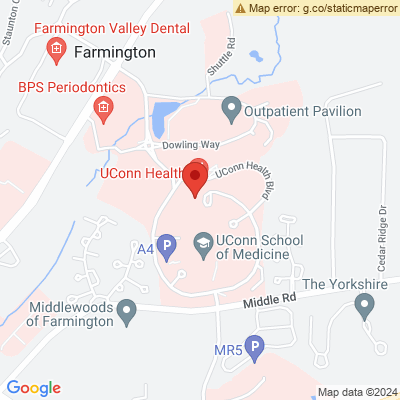 Map error: g.co/staticmaperror
Staunton C
Farmington Valley Dental
Farmington
Shuttle Rd
BPS Periodontics
Outpatient Pavilion
Dowling Way
UConn Health
UConn Health Blvd
A4
P
UConn School
of Medicine
Cedar Ridge Dr
The Yorkshire
Middle Rd
Middlewoods
of Farmington
MR5
P
Google
Map data ©2024